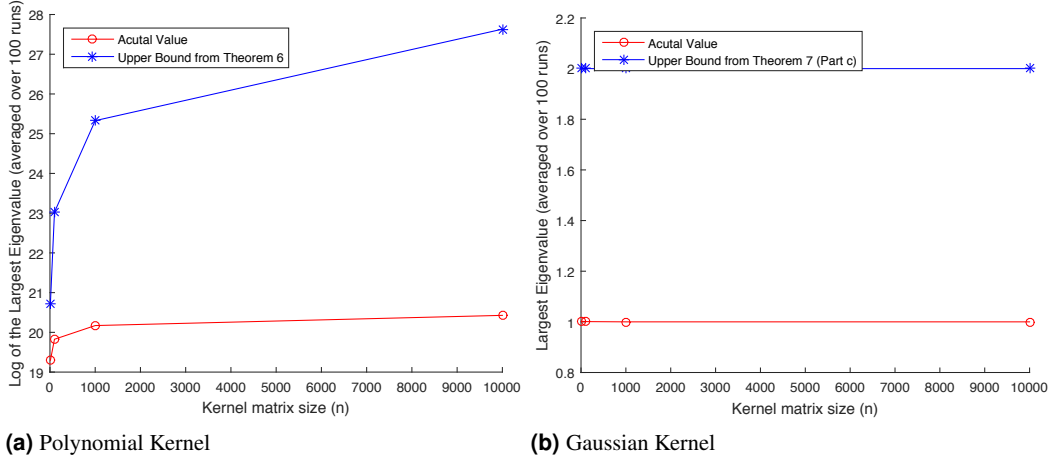 Log of the Largest Eigenvalue (averaged over 100 runs)
28
27
26
25
24
23
22
21
20
19
Acutal Value
Upper Bound from Theorem 6
0 1000 2000 3000 4000 5000 6000 7000 8000 9000 10000
Kernel matrix size (n)
(a) Polynomial Kernel
Largest Eigenvalue (averaged over 100 runs)
2.2
2
1.8
1.6
1.4
1.2
1
0.8
Acutal Value
Upper Bound from Theorem 7 (Part c)
0 1000 2000 3000 4000 5000 6000 7000 8000 9000 10000
Kernel matrix size (n)
(b) Gaussian Kernel